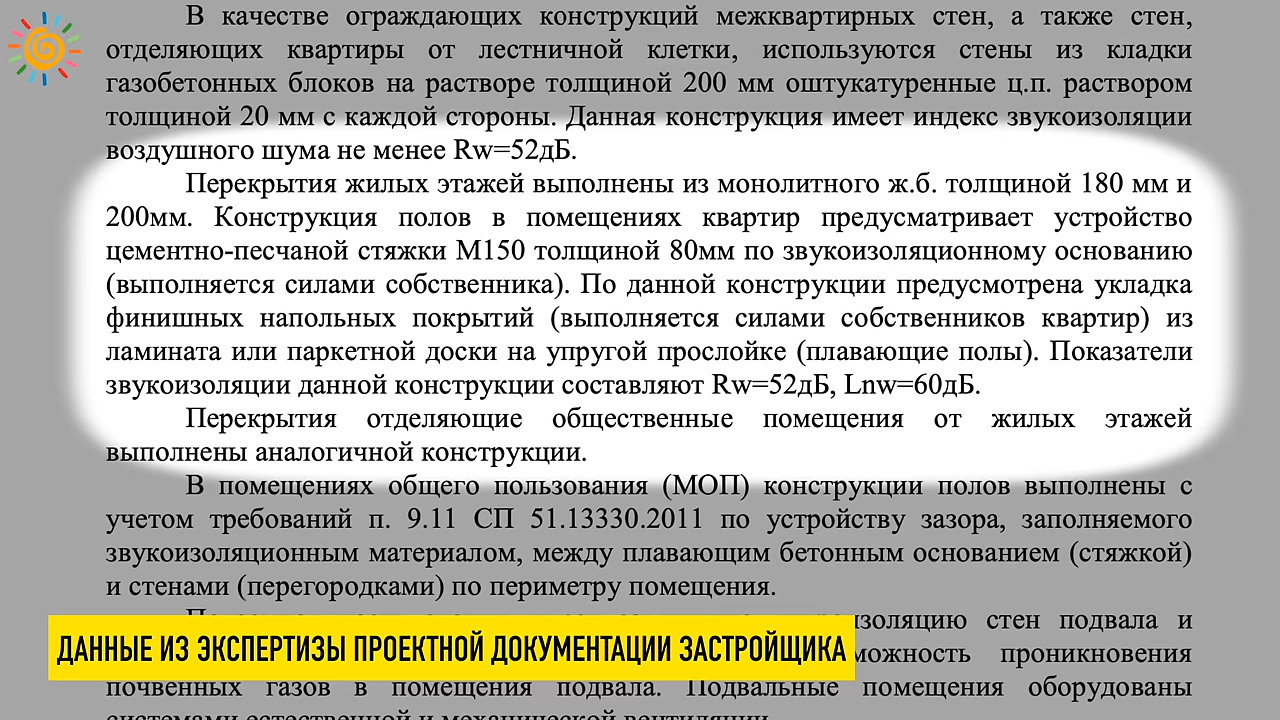 В качестве ограждающих конструкций межквартирных стен, а также стен,
отделяющих квартиры от лестничной клетки, используются стены из кладки
газобетонных блоков на растворе толщиной 200 мм оштукатуренные ц.п. раствором
толщиной 20 мм с каждой стороны. Данная конструкция имеет индекс звукоизоляции
воздушного шума не менее Rw=52дБ.
Перекрытия жилых этажей выполнены из монолитного ж.б. толщиной 180 мм и
200мм. Конструкция полов в помещениях квартир предусматривает устройство
цементно-песчаной стяжки М150 толщиной 80мм по звукоизоляционному основанию
(выполняется силами собственника). По данной конструкции предусмотрена укладка
финишных напольных покрытий (выполняется силами собственников квартир) из
ламината или паркетной доски на упругой прослойке (плавающие полы). Показатели
звукоизоляции данной конструкции составляют Rw=52дБ, Lnw=60дБ.
Перекрытия отделяющие общественные помещения от жилых этажей
выполнены аналогичной конструкции.
В помещениях общего пользования (МОП) конструкции полов выполнены с
учетом требований п. 9.11 СП 51.13330.2011 по устройству зазора, заполняемого
звукоизоляционным материалом, между плавающим бетонным основанием (стяжкой)
и стенами (перегородками) по периметру помещения.
стен подвала и
ДАННЫЕ ИЗ ЭКСПЕРТИЗЫ ПРОЕКТНОЙ ДОКУМЕНТАЦИИ ЗАСТРОЙЩИКА
проникновения
почвенных газов в помещения подвала. Подвальные помещения оборудованы
системами естественной и механической вентиляции.